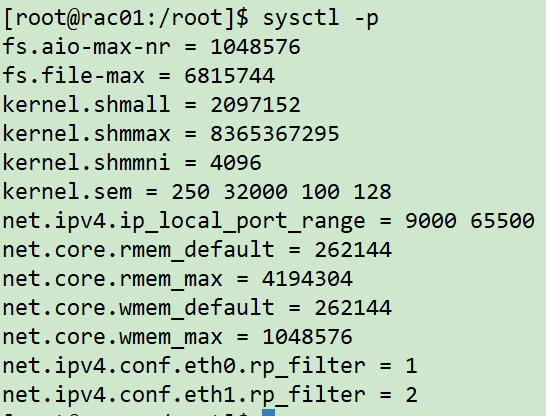 [root@rac01:/root]$ sysctl -p
fs.aio-max-nr = 1048576
fs.file-max = 6815744
kernel.shmall = 2097152
kernel.shmmax = 8365367295
kernel.shmmni = 4096
kernel.sem = 250 32000 100 128
net.ipv4.ip_local_port_range = 9000 65500
net.core.rmem_default = 262144
net.core.rmem_max = 4194304
net.core.wmem_default = 262144
net.core.wmem_max = 1048576
net.ipv4.conf.eth0.rp_filter = 1
net.ipv4.conf.eth1.rp_filter = 2